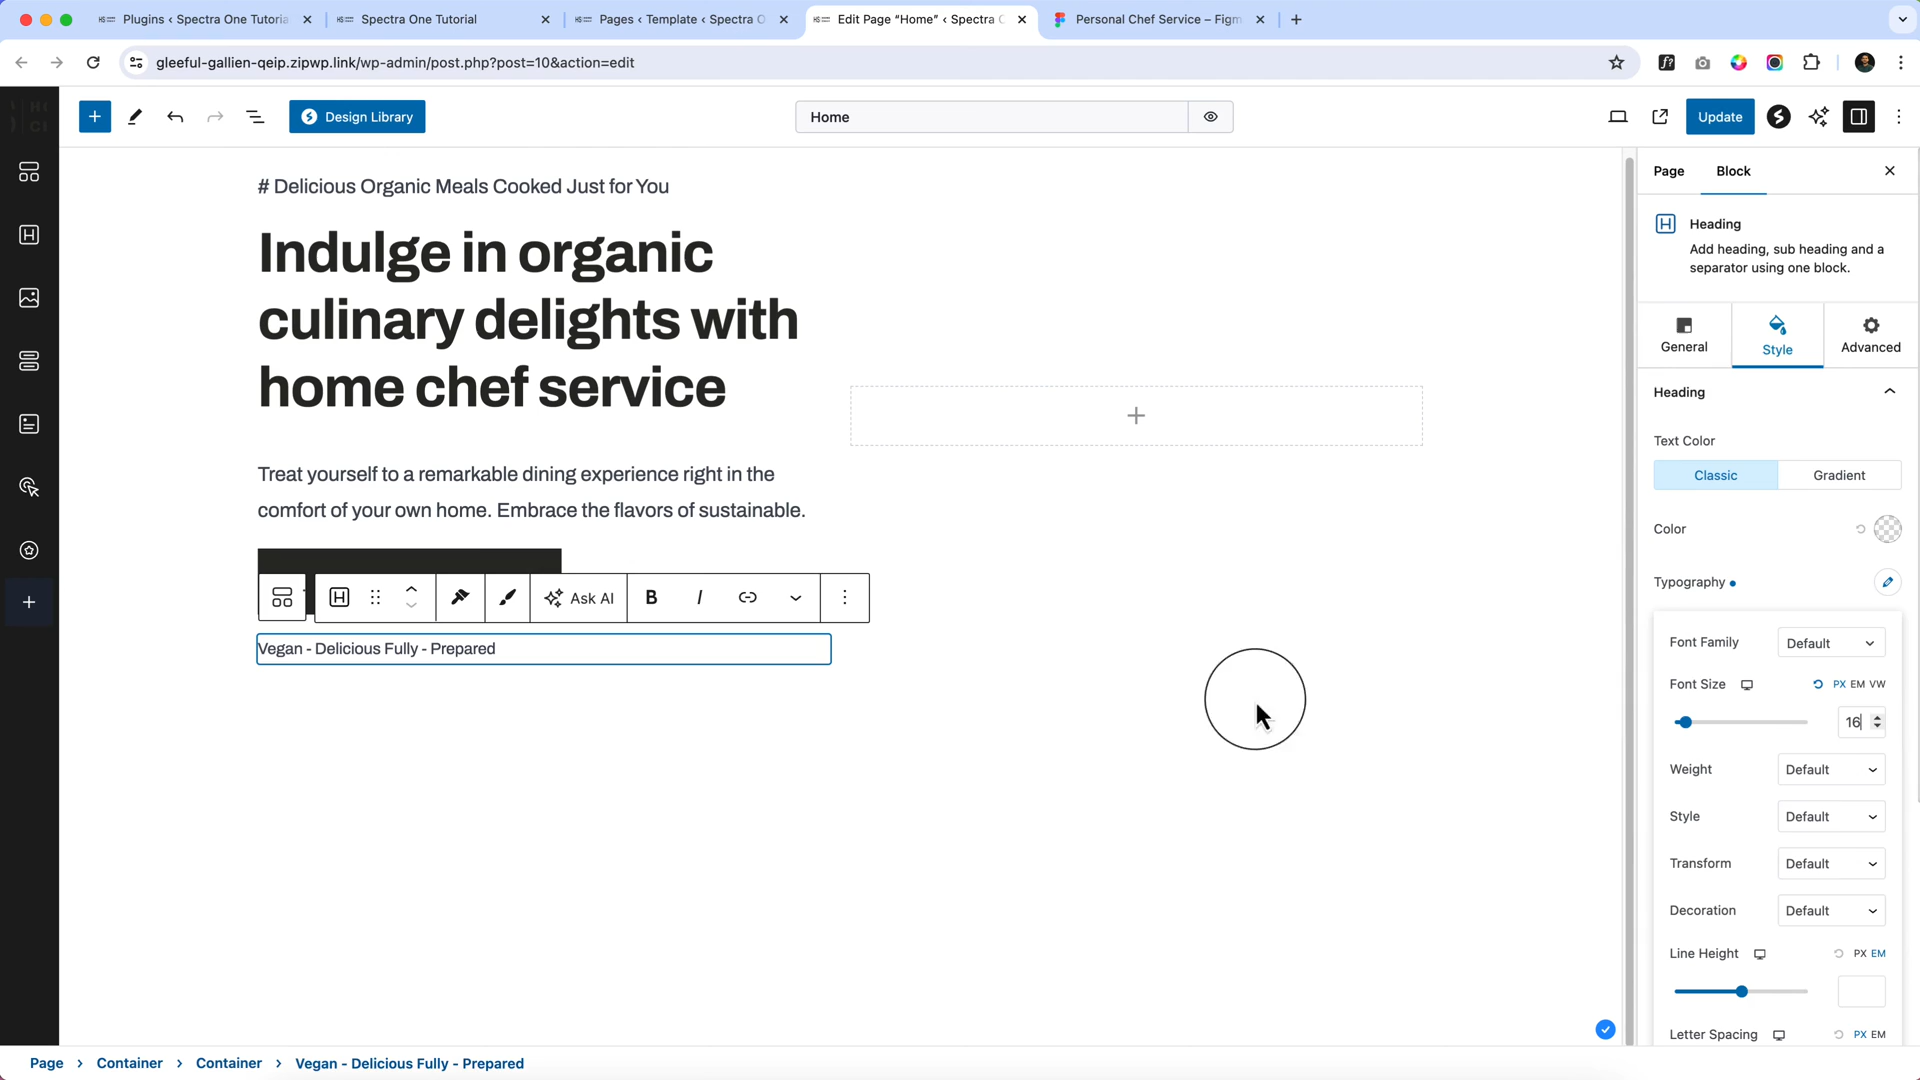 Plugins ‹ Spectra One Tutoria
Spectra One Tutorial
Pages ‹ Template ‹ Spectra O
Edit Page “Home” ‹ Spectra O
Personal Chef Service – Figm
gleeful-gallien-qeip.zipwp.link/wp-admin/post.php?post=10&action=edit
Design Library
Home
Update
# Delicious Organic Meals Cooked Just for You
Indulge in organic
culinary delights with
home chef service
Treat yourself to a remarkable dining experience right in the
comfort of your own home. Embrace the flavors of sustainable.
Ask AI
B
I
Vegan - Delicious Fully - Prepared
Page
Block
Heading
Add heading, sub heading and a
separator using one block.
General
Style
Advanced
Heading
Text Color
Classic
Gradient
Color
Typography
Font Family
Default
Font Size
PX EM VW
16
Weight
Default
Style
Default
Transform
Default
Decoration
Default
Line Height
PX EM
Letter Spacing
PX EM
Page
Container
Container
Vegan - Delicious Fully - Prepared